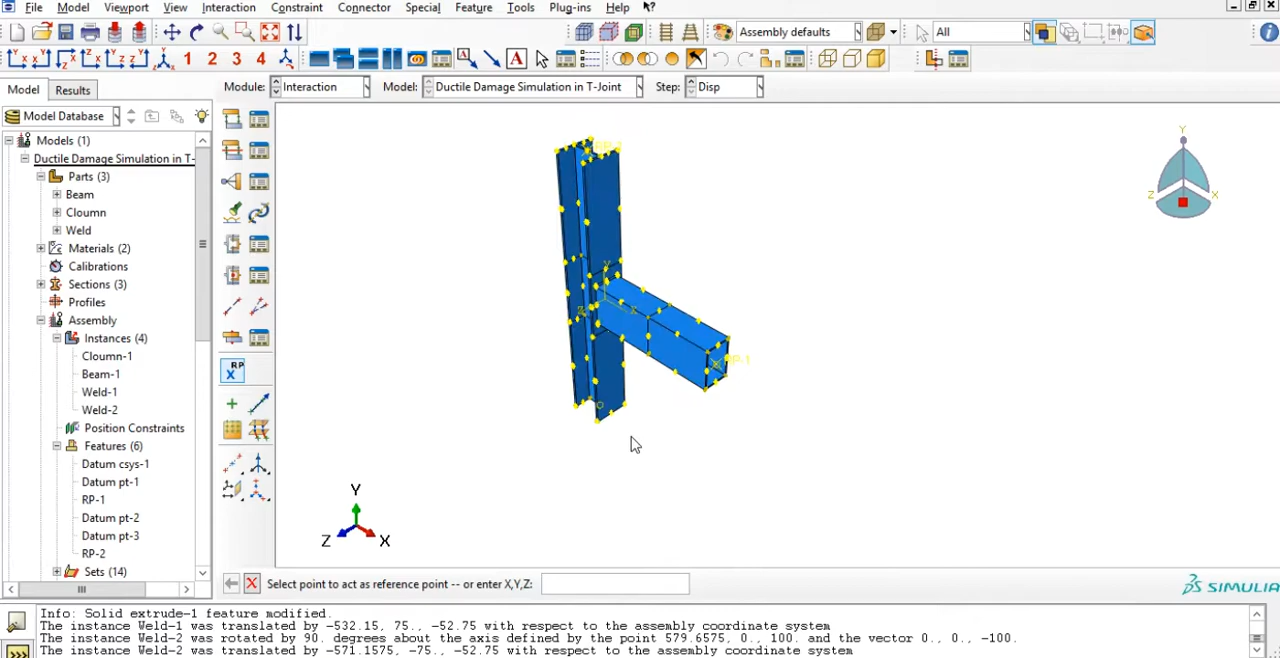 File Model Viewport View Interaction Constraint Connector Special Feature Tools Plug-ins Help
Assembly defaults
All
1 2 3 4
A
Model Results
Module: Interaction Model: Ductile Damage Simulation in T-Joint Step: Disp
Model Database
Models (1)
Ductile Damage Simulation in T-
Parts (3)
Beam
Cloumn
Weld
Materials (2)
Calibrations
Sections (3)
Profiles
Assembly
Instances (4)
Cloumn-1
Beam-1
Weld-1
Weld-2
Position Constraints
Features (6)
Datum csys-1
Datum pt-1
RP-1
Datum pt-2
Datum pt-3
RP-2
Sets (14)
RP
X
Y
Z
X
Y
Z
X
Select point to act as reference point -- or enter X,Y,Z:
SIMULIA
Info: Solid extrude-1 feature modified.
The instance Weld-1 was translated by -532.15, 75., -52.75 with respect to the assembly coordinate system
The instance Weld-2 was rotated by 90. degrees about the axis defined by the point 579.6575, 0., 100. and the vector 0., 0., -100.
The instance Weld-2 was translated by -571.1575, -75., -52.75 with respect to the assembly coordinate system